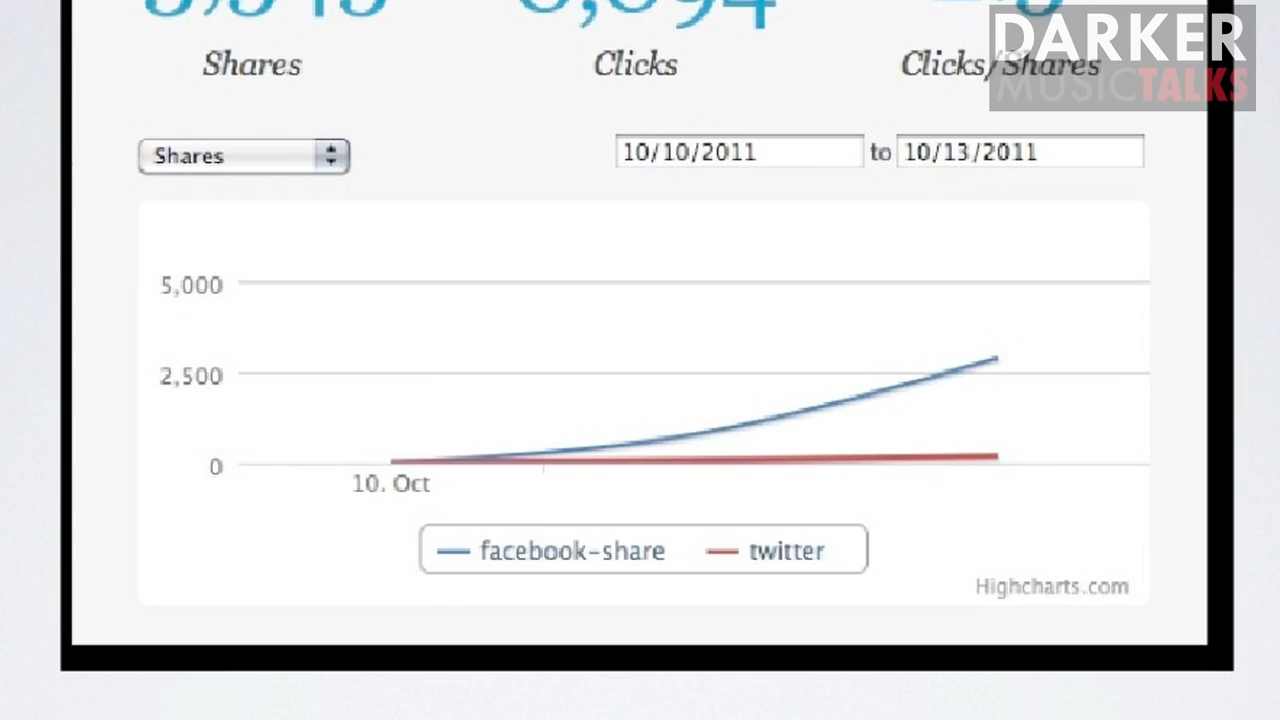 DARKER
MUSICTALKS
Shares
Clicks
Clicks/Shares
Shares
10/10/2011 to 10/13/2011
5,000
2,500
0
10. Oct
facebook-share
twitter
Highcharts.com